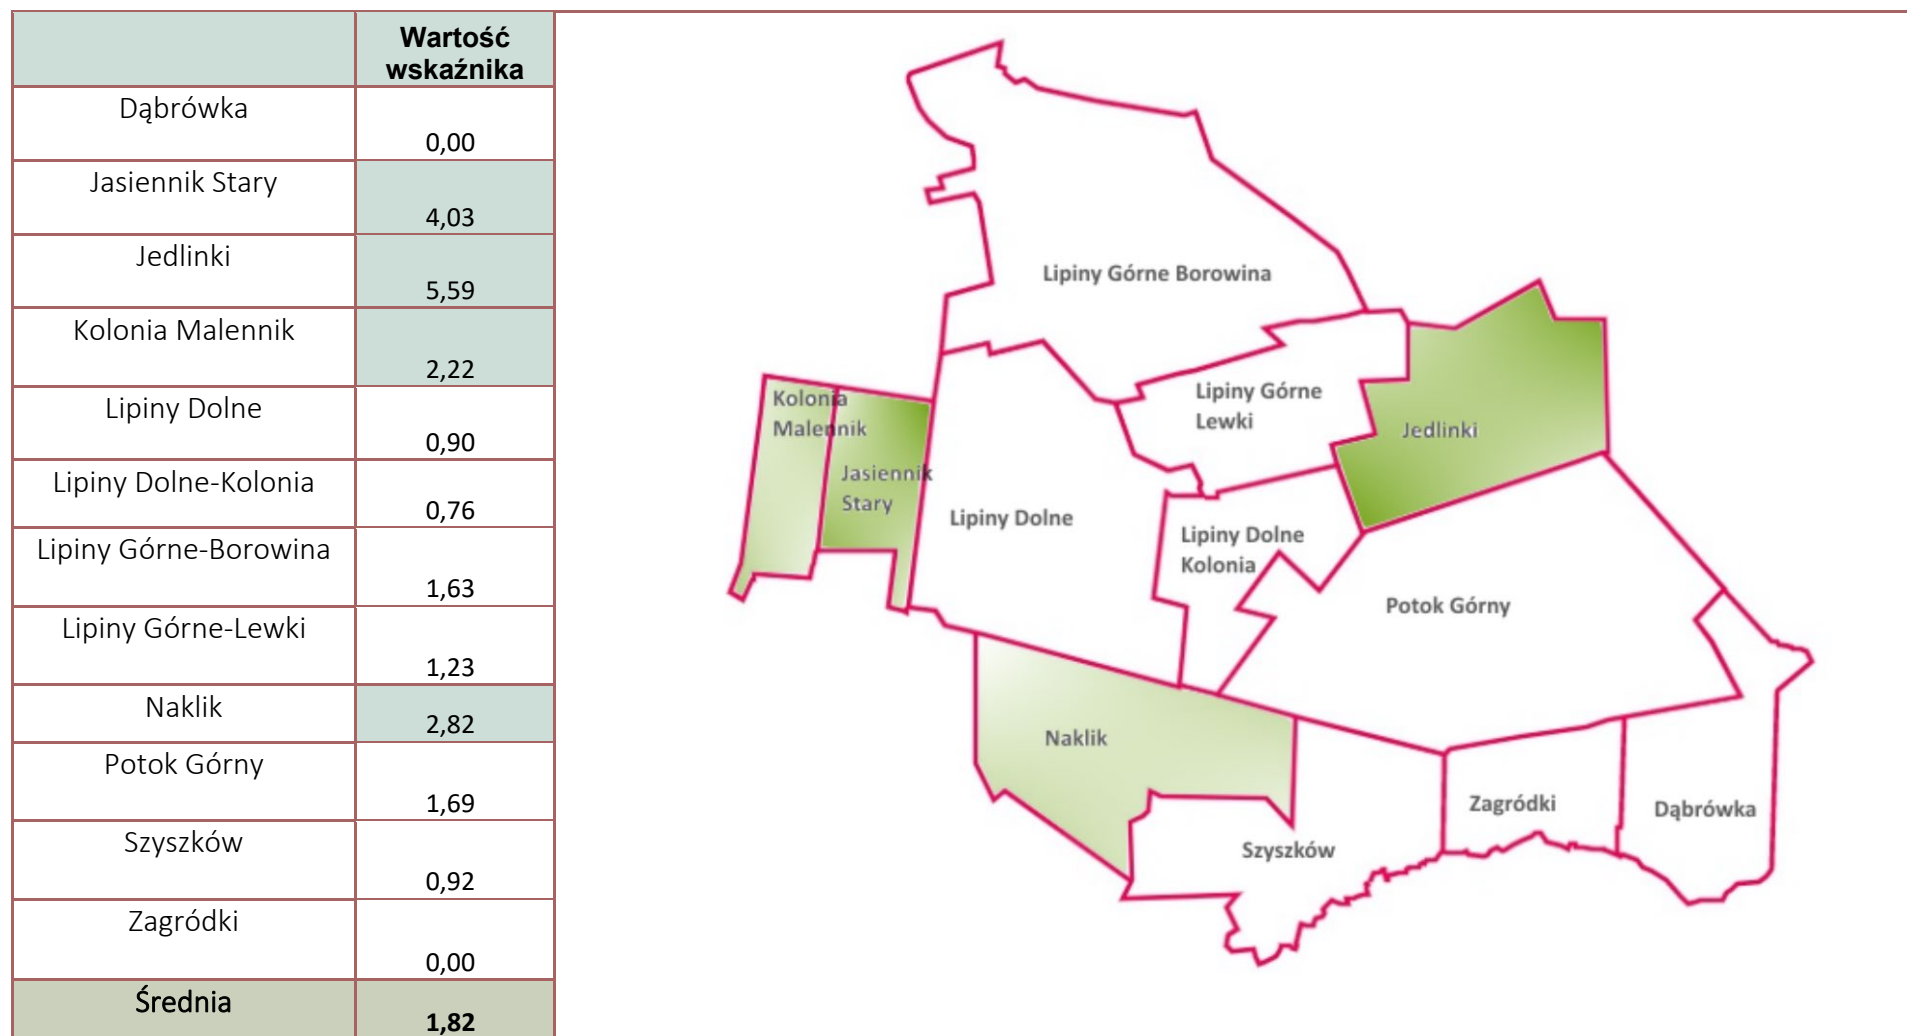 Wartość
wskaźnika
Dąbrówka
0,00
Jasiennik Stary
4,03
Jedlinki
5,59
Kolonia Malennik
2,22
Lipiny Dolne
0,90
Lipiny Dolne-Kolonia
0,76
Lipiny Górne-Borowina
1,63
Lipiny Górne-Lewki
1,23
Naklik
2,82
Potok Górny
1,69
Szyszków
0,92
Zagródki
0,00
Średnia
1,82
Lipiny Górne Borowina
Lipiny Górne
Lewki
Jedlinki
Kolonia
Malennik
Jasiennik
Stary
Lipiny Dolne
Lipiny Dolne
Kolonia
Potok Górny
Naklik
Szyszków
Zagródki
Dąbrówka